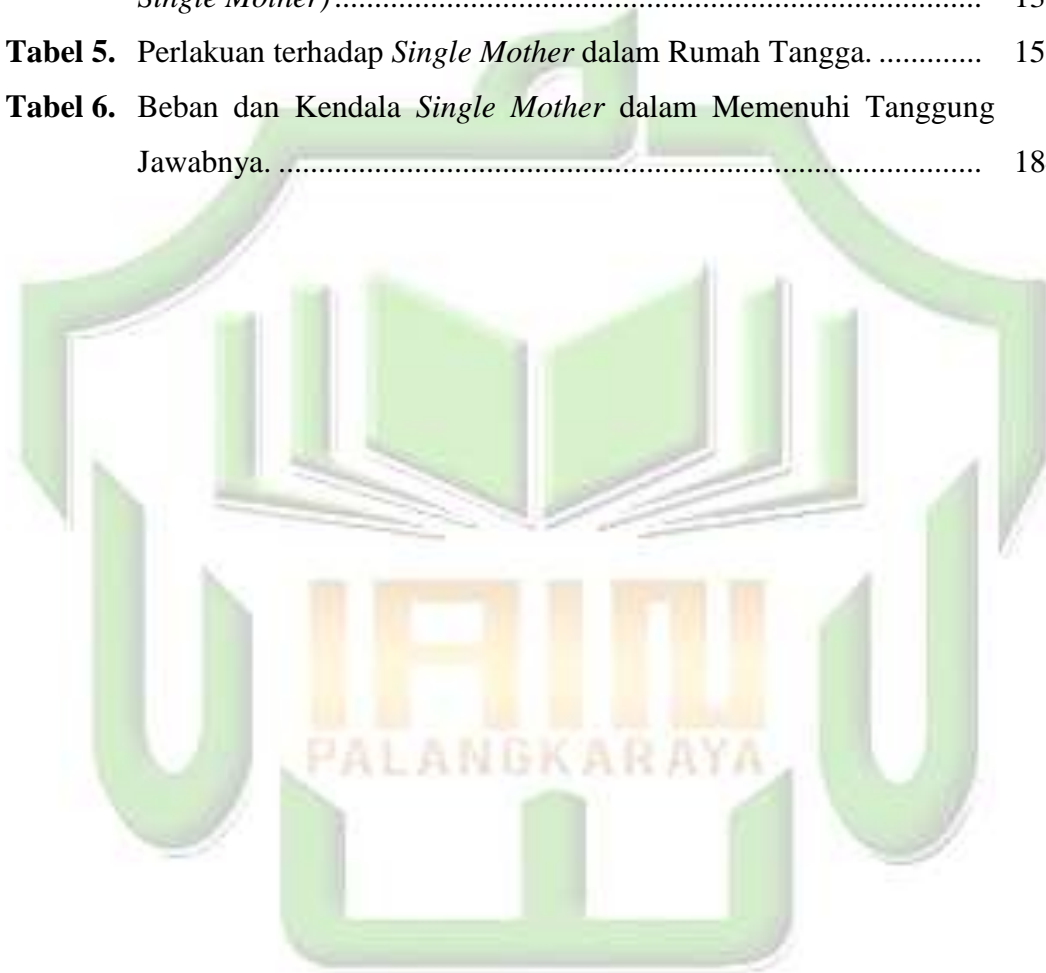 Single Mother) ................................................................................ 13
Tabel 5. Perlakuan terhadap Single Mother dalam Rumah Tangga. ............. 15
Tabel 6. Beban dan Kendala Single Mother dalam Memenuhi Tanggung
Jawabnya. ....................................................................................... 18
IAIN
PALANGKARAYA